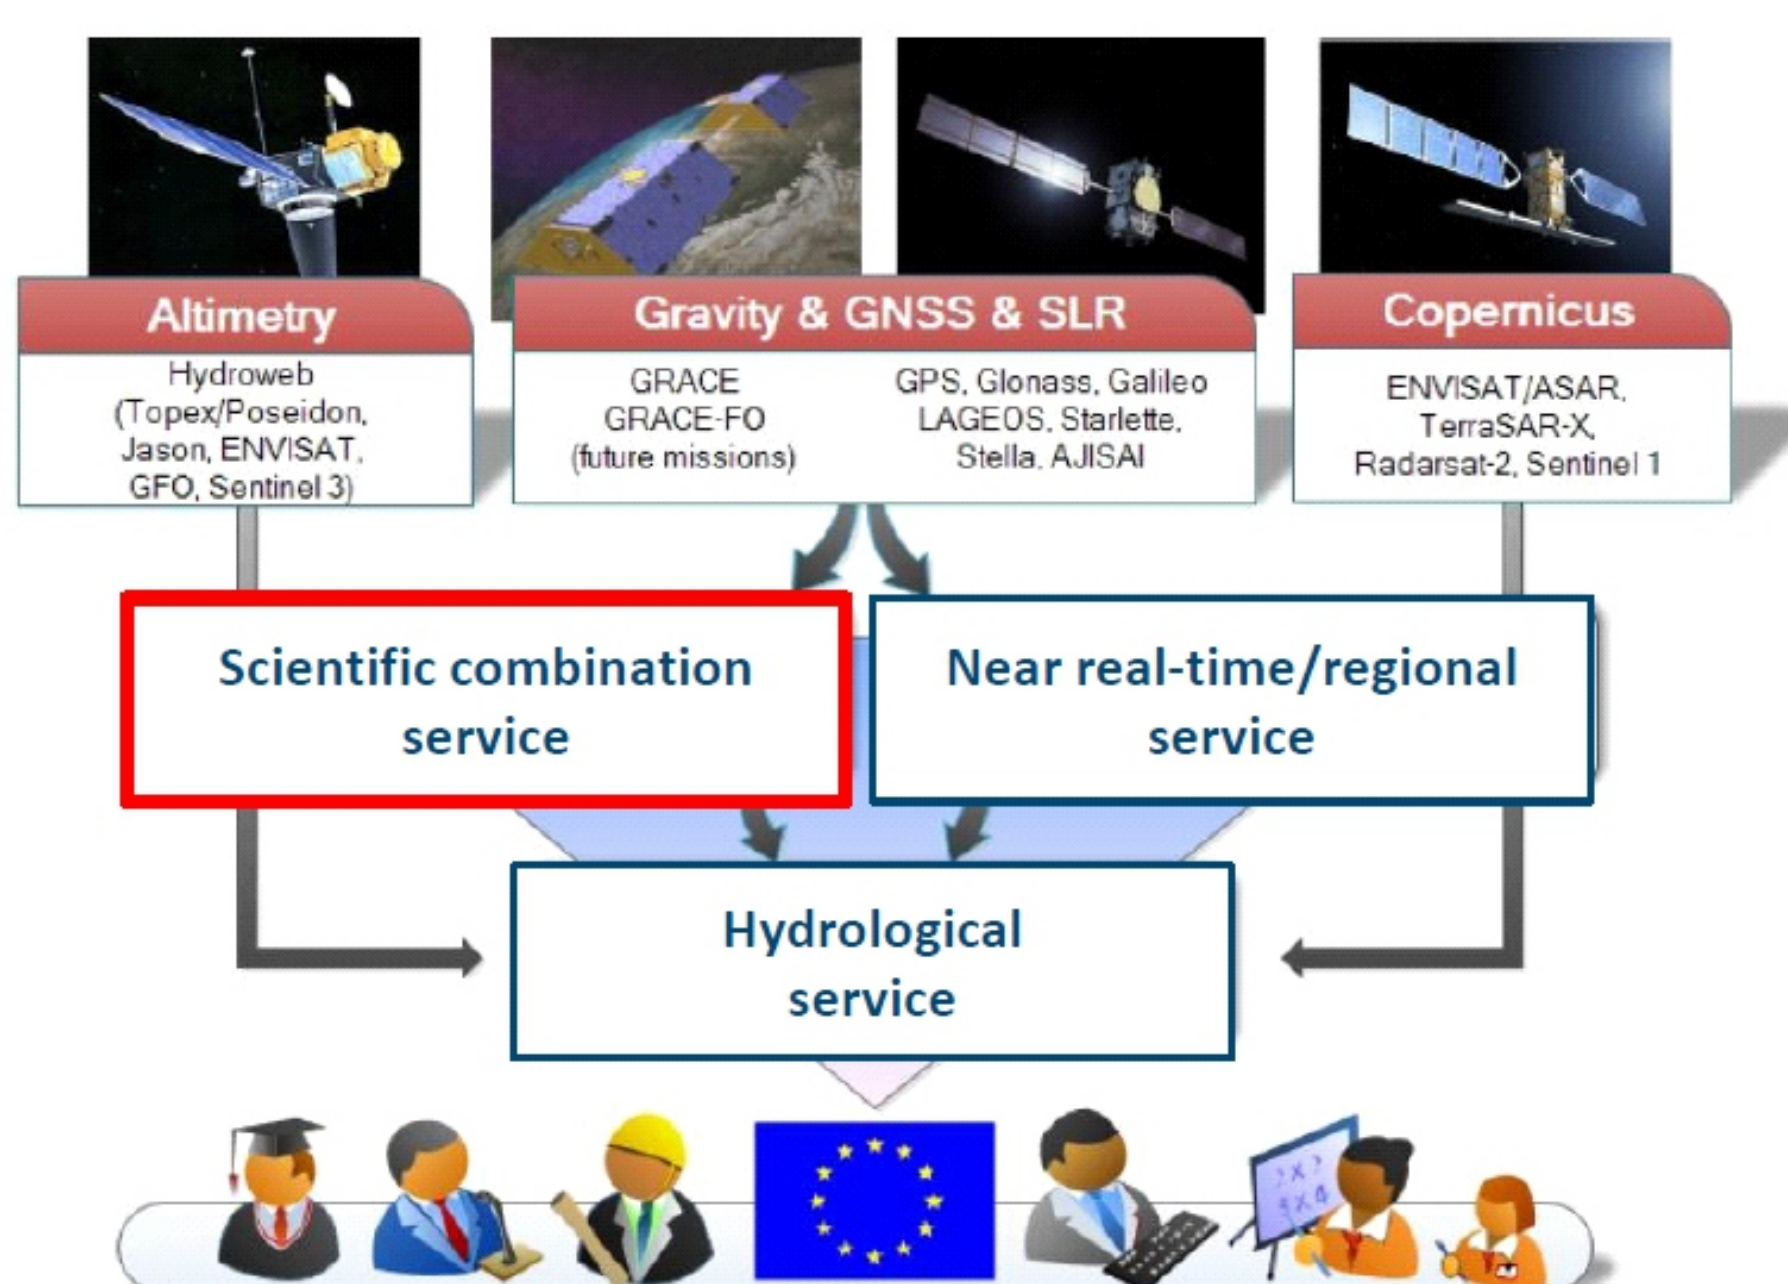 Altimetry
Hydroweb
(Topex/Poseidon,
Jason, ENVISAT,
GFO, Sentinel 3)
Gravity & GNSS & SLR
GRACE
GRACE-FO
(future missions)
GPS, Glonass, Galileo
LAGEOS, Starlette,
Stella, AJISAI
Copernicus
ENVISAT/ASAR,
TerraSAR-X,
Radarsat-2, Sentinel 1
Scientific combination
service
Near real-time/regional
service
Hydrological
service